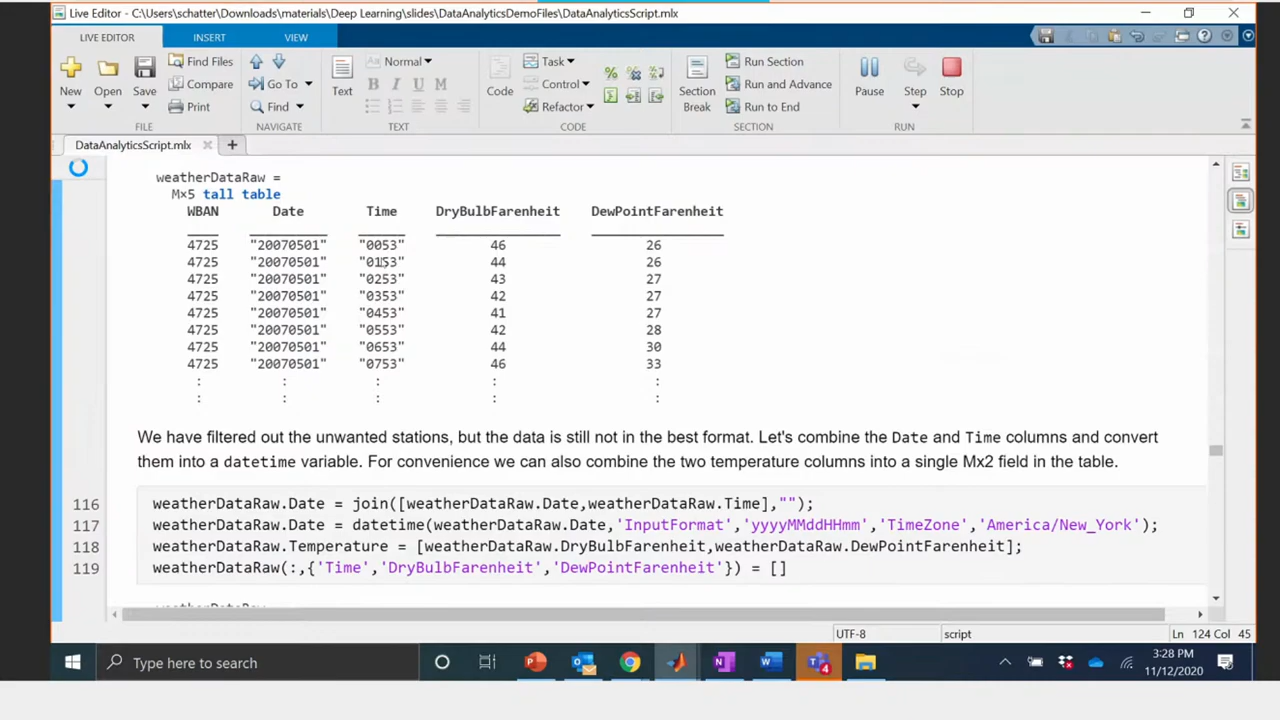 Live Editor - C:\Users\schatter\Downloads\materials\Deep Learning\slides\DataAnalyticsDemoFiles\DataAnalyticsScript.mlx
LIVE EDITOR INSERT VIEW
New Open Save Find Files Compare Print
FILE
Go To Find
NAVIGATE
Text Normal B I U M
TEXT
Code Task Control Refactor
CODE
Section Break Run Section Run and Advance Run to End
SECTION
Pause Step Stop
RUN
DataAnalyticsScript.mlx
weatherDataRaw =
M×5 tall table
WBAN Date Time DryBulbFarenheit DewPointFarenheit
4725 "20070501" "0053" 46 26
4725 "20070501" "0153" 44 26
4725 "20070501" "0253" 43 27
4725 "20070501" "0353" 42 27
4725 "20070501" "0453" 41 27
4725 "20070501" "0553" 42 28
4725 "20070501" "0653" 44 30
4725 "20070501" "0753" 46 33
: : : : :
: : : : :
We have filtered out the unwanted stations, but the data is still not in the best format. Let's combine the Date and Time columns and convert
them into a datetime variable. For convenience we can also combine the two temperature columns into a single Mx2 field in the table.
116 weatherDataRaw.Date = join([weatherDataRaw.Date,weatherDataRaw.Time],"");
117 weatherDataRaw.Date = datetime(weatherDataRaw.Date,'InputFormat','yyyyMMddHHmm','TimeZone','America/New_York');
118 weatherDataRaw.Temperature = [weatherDataRaw.DryBulbFarenheit,weatherDataRaw.DewPointFarenheit];
119 weatherDataRaw(:,{'Time','DryBulbFarenheit','DewPointFarenheit'}) = []
UTF-8 script Ln 124 Col 45
Type here to search
4
3:28 PM
11/12/2020